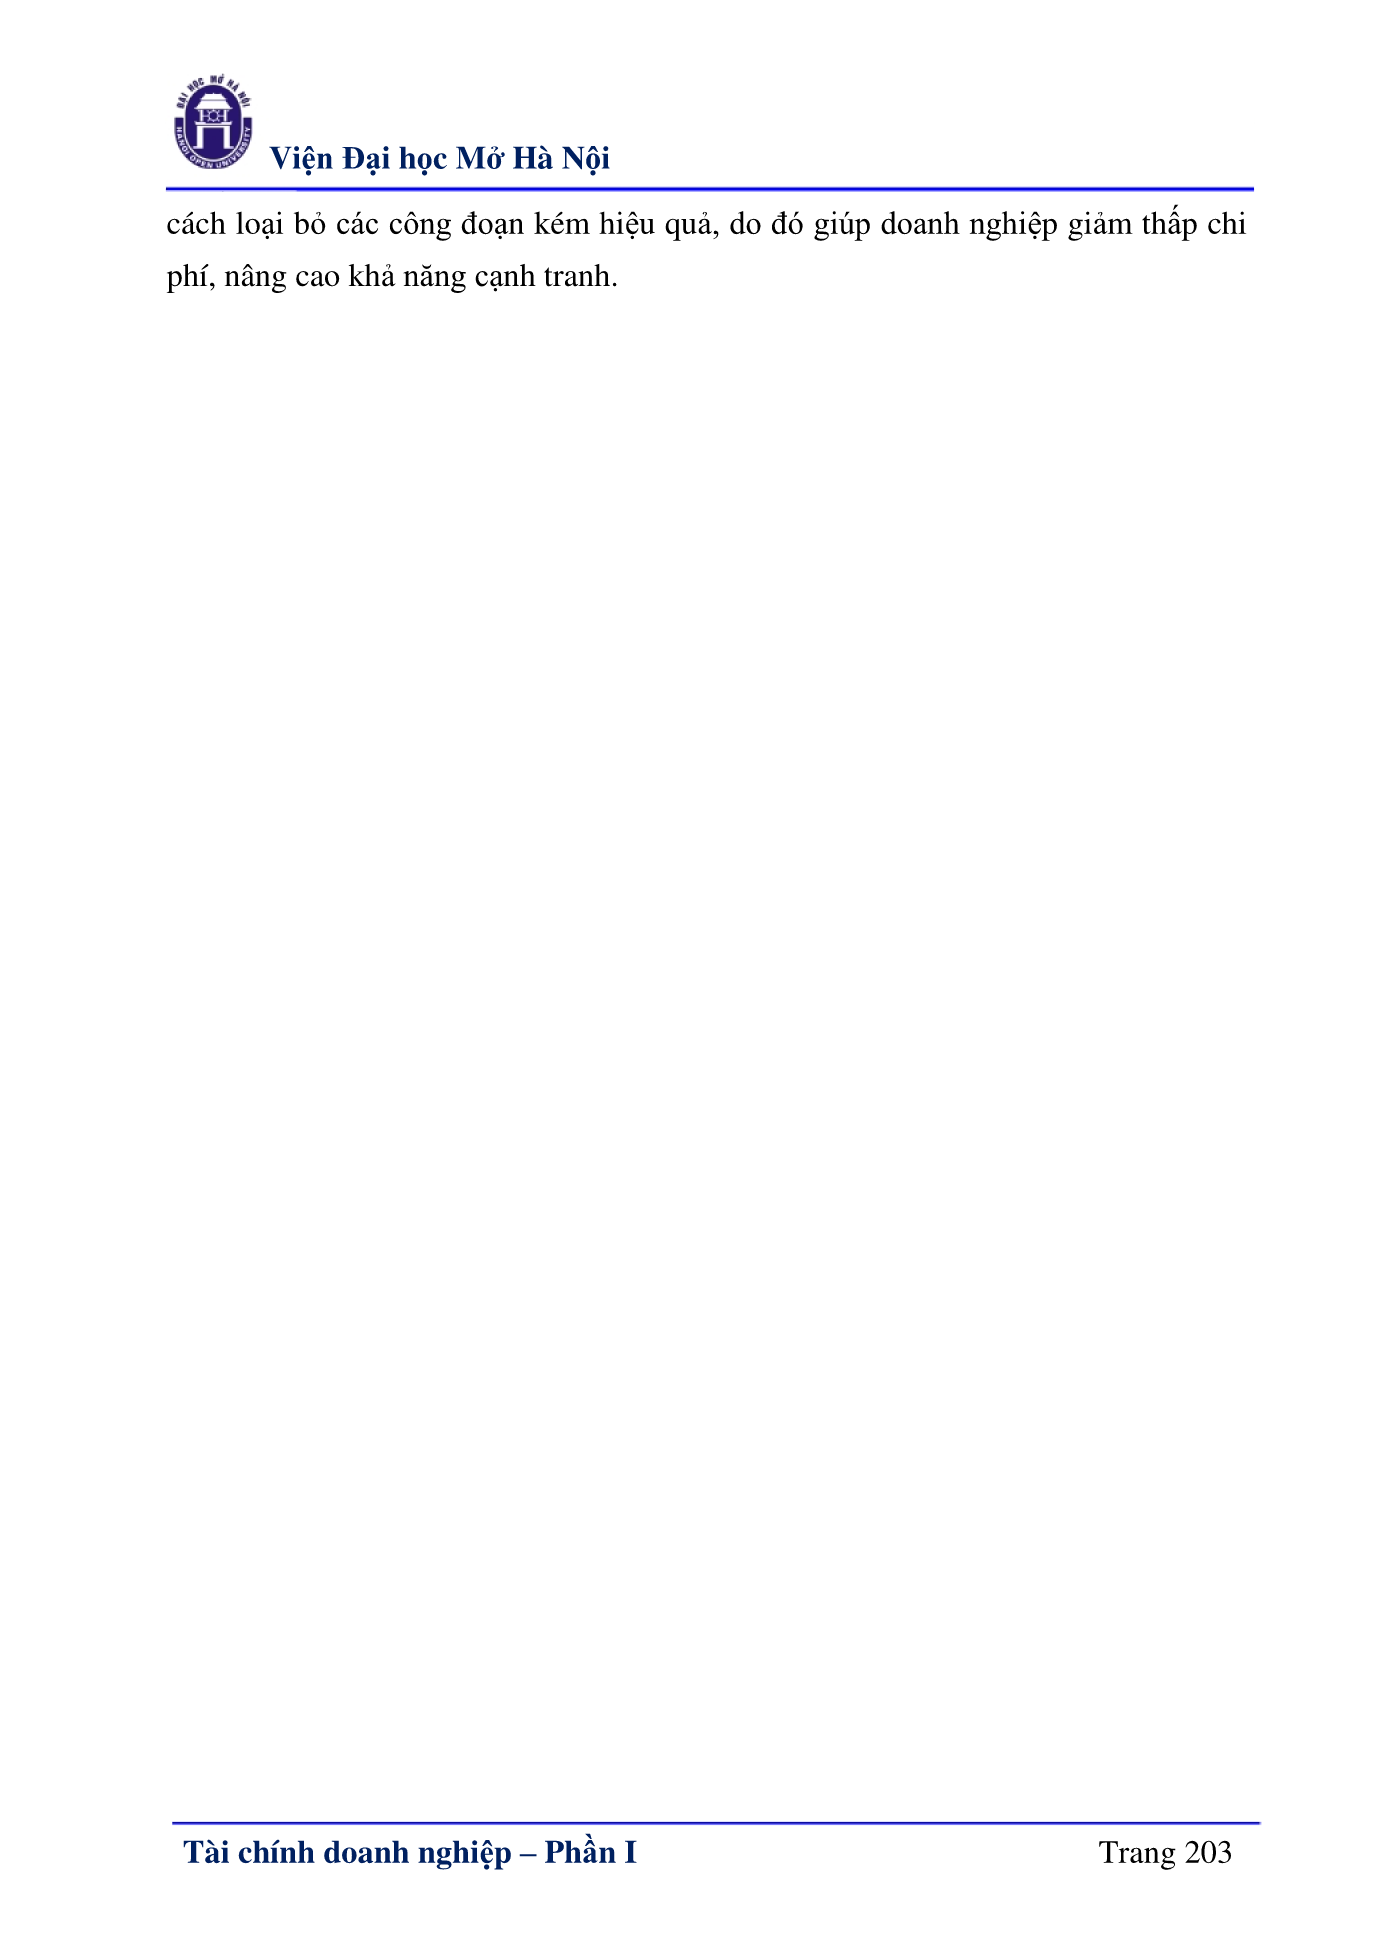 ĐẠI HỌC MỞ HÀ NỘI
HANOI OPEN UNIVERSITY
Viện Đại học Mở Hà Nội
cách loại bỏ các công đoạn kém hiệu quả, do đó giúp doanh nghiệp giảm thấp chi
phí, nâng cao khả năng cạnh tranh.
Tài chính doanh nghiệp – Phần I
Trang 203